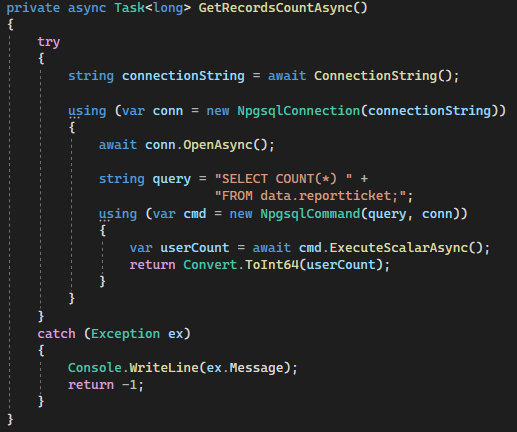 private async Task<long> GetRecordsCountAsync()
{
    try
    {
        string connectionString = await ConnectionString();

        using (var conn = new NpgsqlConnection(connectionString))
        {
            await conn.OpenAsync();

            string query = "SELECT COUNT(*) " +
                           "FROM data.reportticket;";
            using (var cmd = new NpgsqlCommand(query, conn))
            {
                var userCount = await cmd.ExecuteScalarAsync();
                return Convert.ToInt64(userCount);
            }
        }
    }
    catch (Exception ex)
    {
        Console.WriteLine(ex.Message);
        return -1;
    }
}